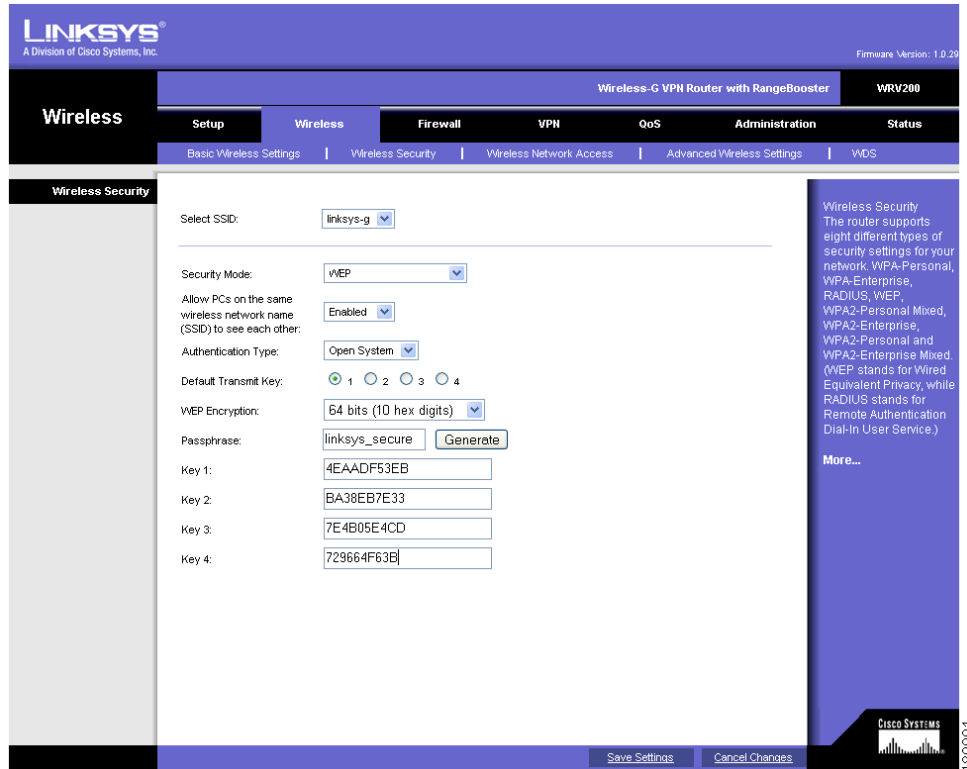 LINKSYS®
A Division of Cisco Systems, Inc.
Firmware Version: 1.0.29
Wireless-G VPN Router with RangeBooster
WRV200
Wireless
Setup
Wireless
Firewall
VPN
QoS
Administration
Status
Basic Wireless Settings | Wireless Security | Wireless Network Access | Advanced Wireless Settings | WDS
Wireless Security
Select SSID: linksys-g
Security Mode: WEP
Allow PCs on the same
wireless network name
(SSID) to see each other: Enabled
Authentication Type: Open System
Default Transmit Key: 1 2 3 4
WEP Encryption: 64 bits (10 hex digits)
Passphrase: linksys_secure Generate
Key 1: 4EAADF53EB
Key 2: BA38EB7E33
Key 3: 7E4B05E4CD
Key 4: 729664F63B
Wireless Security
The router supports
eight different types of
security settings for your
network. WPA-Personal,
WPA-Enterprise,
RADIUS, WEP,
WPA2-Personal Mixed,
WPA2-Enterprise,
WPA2-Personal and
WPA2-Enterprise Mixed.
(WEP stands for Wired
Equivalent Privacy, while
RADIUS stands for
Remote Authentication
Dial-In User Service.)
More...
Save Settings
Cancel Changes
CISCO SYSTEMS